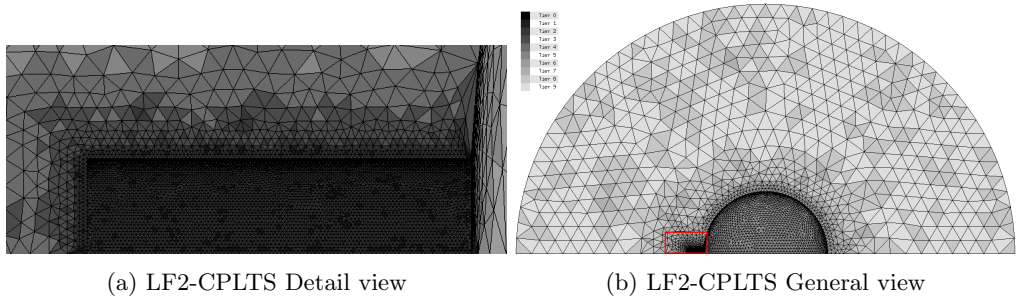 Tier 0
Tier 1
Tier 2
Tier 3
Tier 4
Tier 5
Tier 6
Tier 7
Tier 8
Tier 9
(a) LF2-CPLTS Detail view
(b) LF2-CPLTS General view